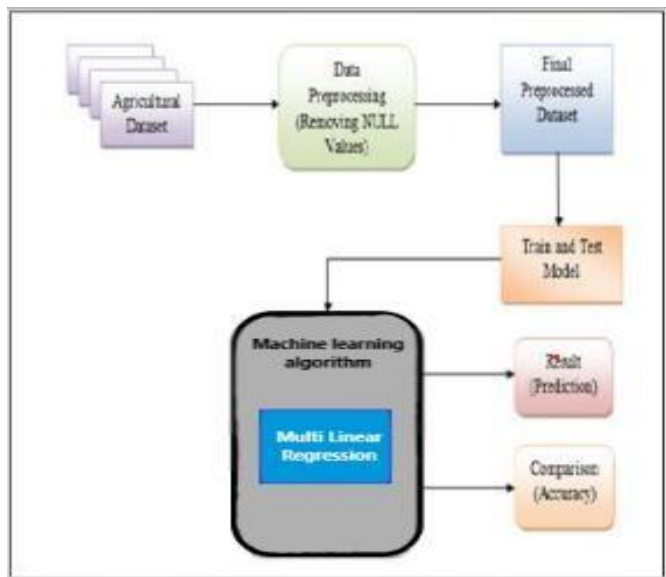 Agricultural
Dataset
Data
Preprocessing
(Removing NULL
Values)
Final
Preprocessed
Dataset
Train and Test
Model
Machine learning
algorithm
Multi Linear
Regression
Result
(Prediction)
Comparison
(Accuracy)